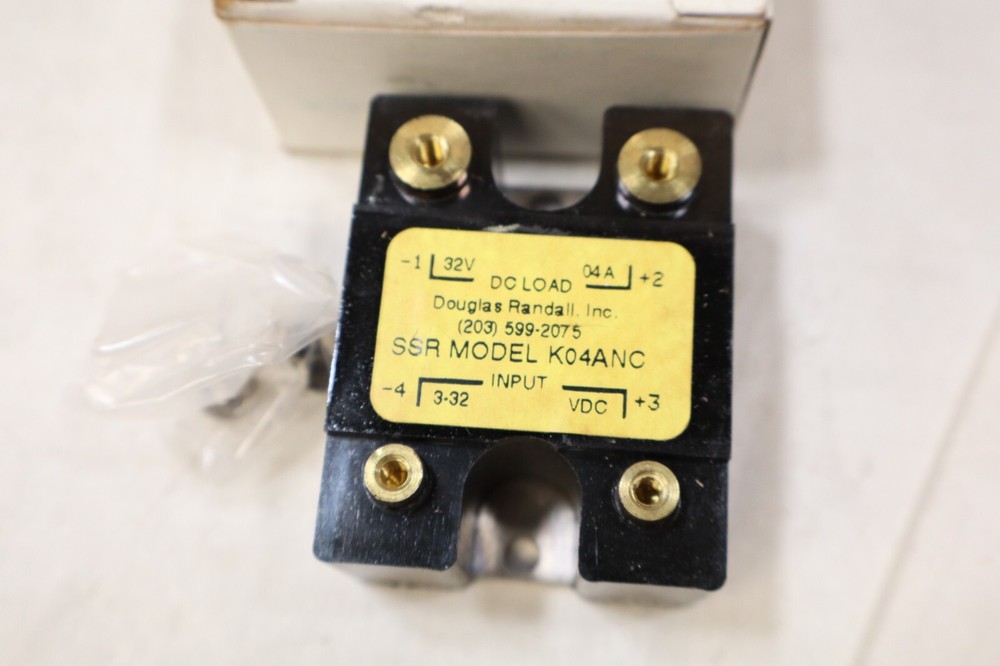 -1 32V 04A +2
DC LOAD
Douglas Randall, Inc.
(203) 599-2075
SSR MODEL K04ANC
INPUT
-4 3-32 VDC +3